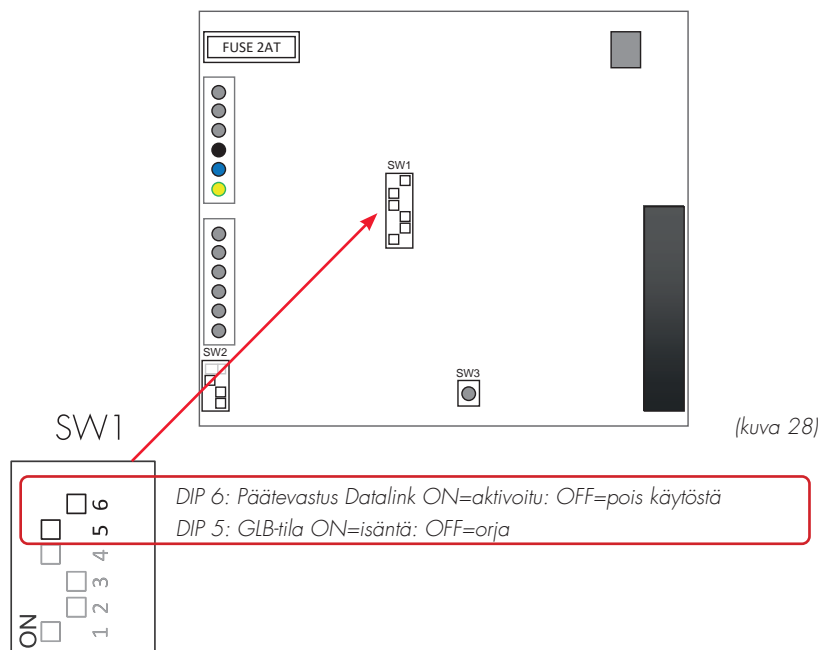 FUSE 2AT
SW1
SW2
SW3
(kuva 28)
SW1
DIP 6: Päätevastus Datalink ON=aktivoitu: OFF=pois käytöstä
DIP 5: GLB-tila ON=isäntä: OFF=orja
ON
1 2 3 4 5 6